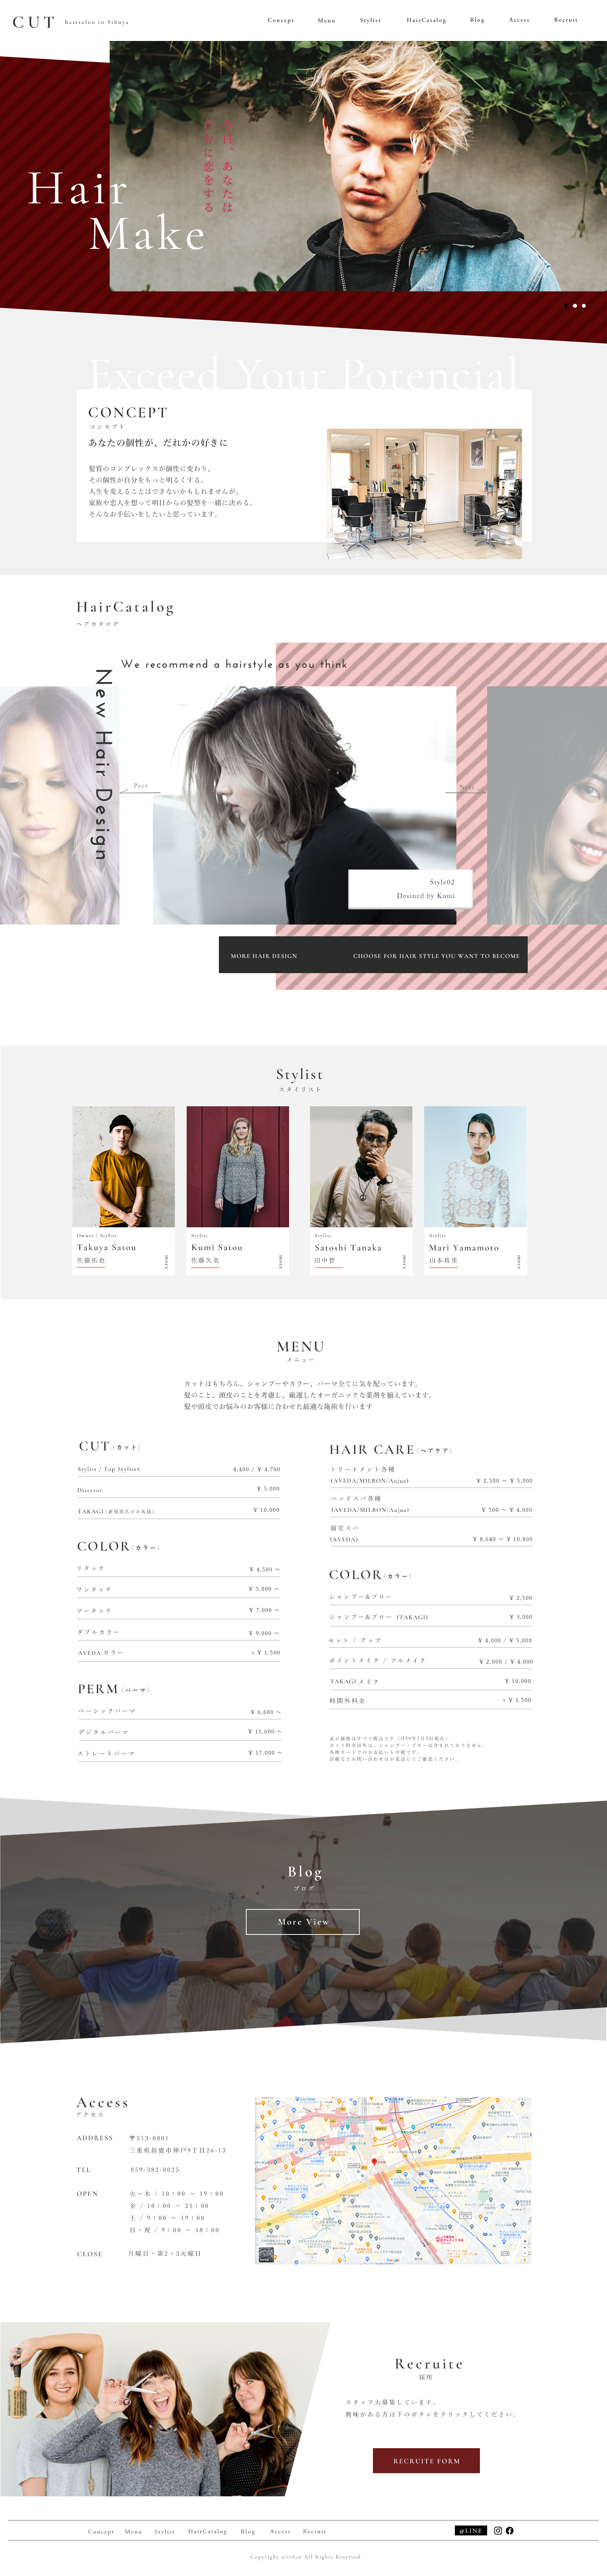 CUT hairsalon in Sibuya
Concept Menu Stylist HairCatalog Blog Access Recruit
今日、あなたは
自分に恋をする
Hair
Make
Exceed Your Potencial
CONCEPT
コンセプト
あなたの個性が、だれかの好きに
髪質のコンプレックスが個性に変わり、
その個性が自分をもっと明るくする。
人生を変えることはできないかもしれませんが、
家族や恋人を想って明日からの髪型を一緒に決める。
そんなお手伝いをしたいと思っています。
HairCatalog
ヘアカタログ
We recommend a hairstyle as you think
New Hair Design
Prev
Next
Style02
Desined by Kumi
MORE HAIR DESIGN CHOOSE FOR HAIR STYLE YOU WANT TO BECOME
Stylist
スタイリスト
Owner / Stylist
Takuya Satou
佐藤拓也
more
Stylist
Kumi Satou
佐藤久美
more
Stylist
Satoshi Tanaka
田中智
more
Stylist
Mari Yamamoto
山本真里
more
MENU
メニュー
カットはもちろん、シャンプーやカラー、パーマ全てに気を配っています。
髪のこと、頭皮のことを考慮し、厳選したオーガニックな薬剤を揃えています。
髪や頭皮でお悩みのお客様に合わせた最適な施術を行います
CUT（カット）
Stylist / Top Stylist¥ 4,400 / ¥ 4,700
Director ¥ 5,000
TAKAGI（新規指名のお客様） ¥ 10,000
COLOR（カラー）
リタッチ ¥ 4,500 〜
ワンタッチ ¥ 5,000 〜
ツータッチ ¥ 7,000 〜
ダブルカラー ¥ 9,000 〜
AVEDA カラー + ¥ 1,500
PERM（パーマ）
ベーシックパーマ ¥ 6,600 〜
デジタルパーマ ¥ 11,600 〜
ストレートパーマ ¥ 17,000 〜
HAIR CARE（ヘアケア）
トリートメント各種
(AVEDA/MILBON/Aujua) ¥ 2,500 〜 ¥ 5,000
ヘッドスパ各種
(AVEDA/MILBON/Aujua) ¥ 500 〜 ¥ 4,000
個室スパ
(AVEDA) ¥ 8,640 〜 ¥ 10,800
COLOR（カラー）
シャンプー&ブロー ¥ 2,500
シャンプー&ブロー (TAKAGI) ¥ 3,000
セット / アップ ¥ 4,000 / ¥ 5,000
ポイントメイク / フルメイク ¥ 2,000 / ¥ 4,000
TAKAGI メイク ¥ 10,000
時間外料金 + ¥ 1,500
表示価格はすべて税込です（H29年7月1日現在）
カット料金以外は、シャンプー・ブローは含まれておりません。
各種カードでのお支払いも可能です。
詳細などお問い合わせはお電話にてご確認ください。
Blog
ブログ
More View
Access
アクセス
ADDRESS 〒513-0801
三重県鈴鹿市神戸9丁目26-13
TEL 059-382-0025
OPEN 火〜木 / 10：00 〜 19：00
金 / 10：00 〜 21：00
土 / 9：00 〜 19：00
日・祝 / 9：00 〜 18：00
CLOSE 月曜日・第2・3火曜日
Google
Recruite
採用
スタッフ大募集しています。
興味がある方は下のボタンをクリックしてください。
RECRUITE FORM
Concept Menu Stylist HairCatalog Blog Access Recruit
@LINE